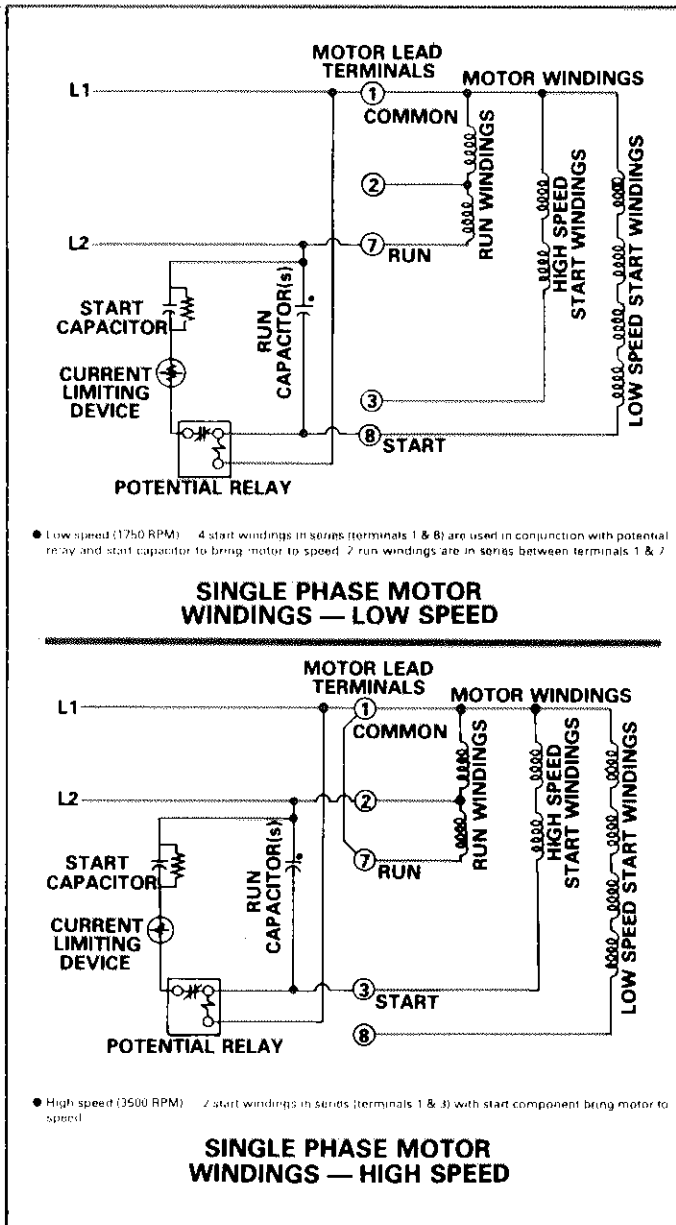 MOTOR LEAD
TERMINALS
MOTOR WINDINGS
L1
1
COMMON
RUN WINDINGS
2
HIGH SPEED
START WINDINGS
LOW SPEED START WINDINGS
L2
7
RUN
START
CAPACITOR
RUN
CAPACITOR(s)
CURRENT
LIMITING
DEVICE
3
8
START
POTENTIAL RELAY
● Low speed (1750 RPM) 4 start windings in series (terminals 1 & 8) are used in conjunction with potential
relay and start capacitor to bring motor to speed. 2 run windings are in series between terminals 1 & 7
SINGLE PHASE MOTOR
WINDINGS — LOW SPEED
MOTOR LEAD
TERMINALS
MOTOR WINDINGS
L1
1
COMMON
RUN WINDINGS
HIGH SPEED
START WINDINGS
LOW SPEED START WINDINGS
L2
2
7
RUN
START
CAPACITOR
RUN
CAPACITOR(s)
CURRENT
LIMITING
DEVICE
3
START
8
POTENTIAL RELAY
● High speed (3500 RPM) 2 start windings in series (terminals 1 & 3) with start component bring motor to
speed
SINGLE PHASE MOTOR
WINDINGS — HIGH SPEED